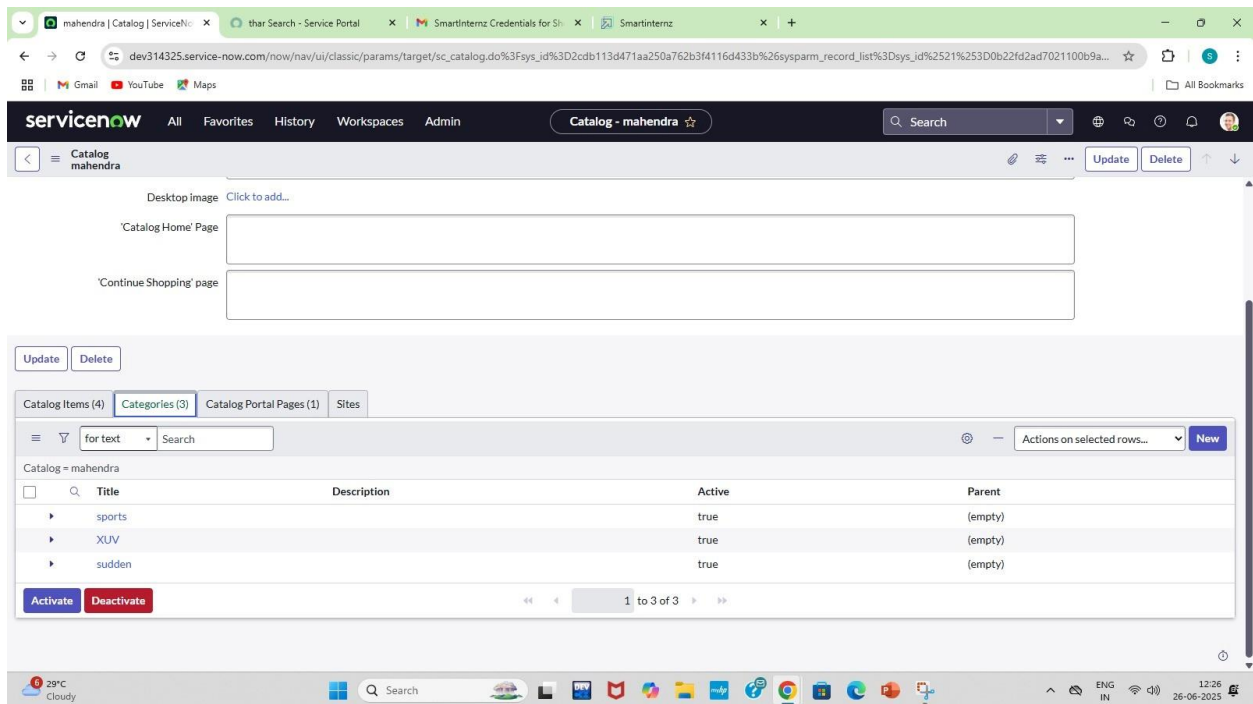 mahendra | Catalog | ServiceNo
thar Search - Service Portal
SmartInternz Credentials for Sh
Smartinternz
dev314325.service-now.com/now/nav/ui/classic/params/target/sc_catalog.do%3Fsys_id%3D2cdb113d471aa250a762b3f4116d433b%26sysparm_record_list%3Dsys_id%2521%253D0b22fd2ad7021100b9a...
S
Gmail YouTube Maps
All Bookmarks
servicenow All Favorites History Workspaces Admin Catalog - mahendra Search
Catalog
mahendra
Update Delete
Desktop image Click to add...
'Catalog Home' Page
'Continue Shopping' page
Update Delete
Catalog Items (4) Categories (3) Catalog Portal Pages (1) Sites
for text Search Actions on selected rows... New
Catalog = mahendra
Title Description Active Parent
sports true (empty)
XUV true (empty)
sudden true (empty)
Activate Deactivate 1 to 3 of 3
6 29°C
Cloudy
Search
ENG
IN
12:26
26-06-2025